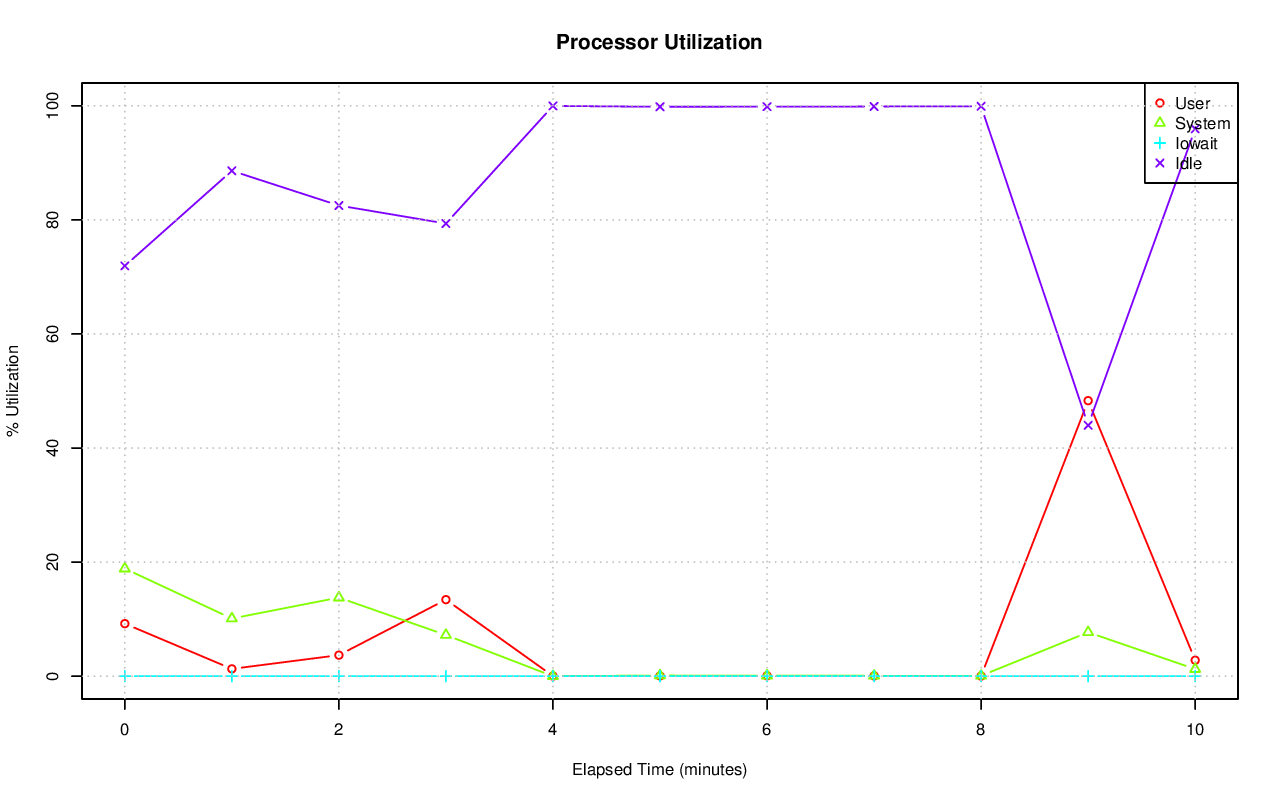 Processor Utilization
% Utilization
100
80
60
40
20
0
User
System
Iowait
Idle
0 2 4 6 8 10
Elapsed Time (minutes)